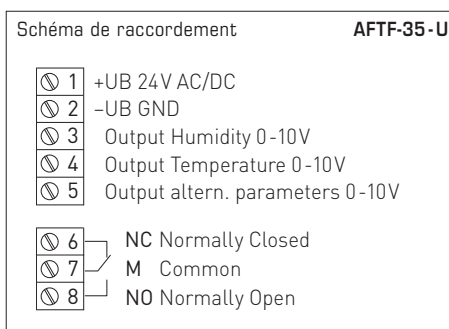 Schéma de raccordement AFTF-35-U
1 +UB 24V AC/DC
2 –UB GND
3 Output Humidity 0-10V
4 Output Temperature 0-10V
5 Output altern. parameters 0-10V
6 NC Normally Closed
7 M Common
8 NO Normally Open